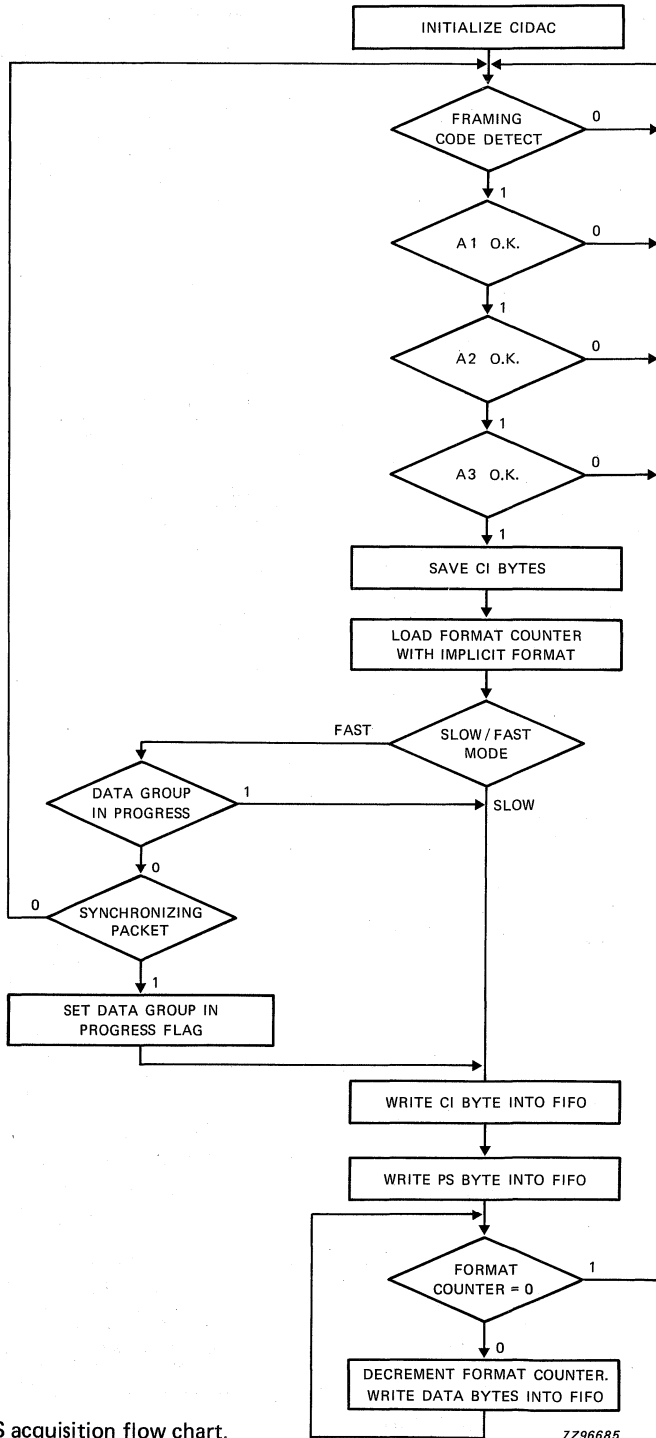 INITIALIZE CIDAC
FRAMING
CODE DETECT
0
1
A1 O.K.
0
1
A2 O.K.
0
1
A3 O.K.
0
1
SAVE CI BYTES
LOAD FORMAT COUNTER
WITH IMPLICIT FORMAT
FAST
SLOW/FAST
MODE
DATA GROUP
IN PROGRESS
1
SLOW
0
0
SYNCHRONIZING
PACKET
1
SET DATA GROUP IN
PROGRESS FLAG
WRITE CI BYTE INTO FIFO
WRITE PS BYTE INTO FIFO
FORMAT
COUNTER = 0
1
0
DECREMENT FORMAT COUNTER.
WRITE DATA BYTES INTO FIFO
acquisition flow chart.
7Z96685